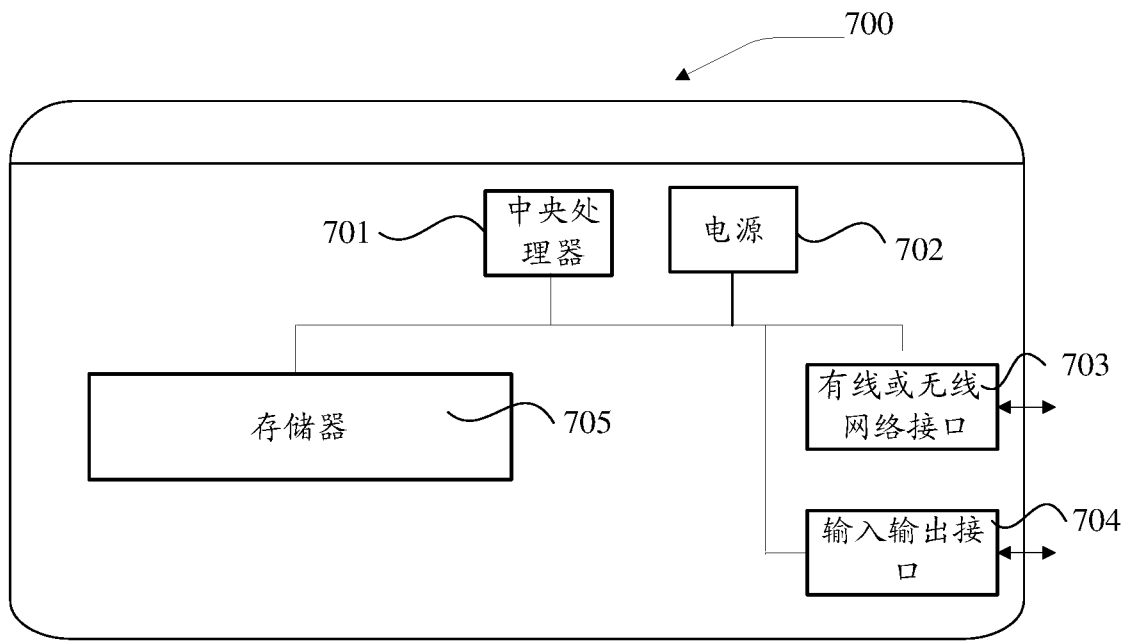 700
701
中央处
理器
电源
702
703
有线或无线
网络接口
存储器
705
704
输入输出接
口